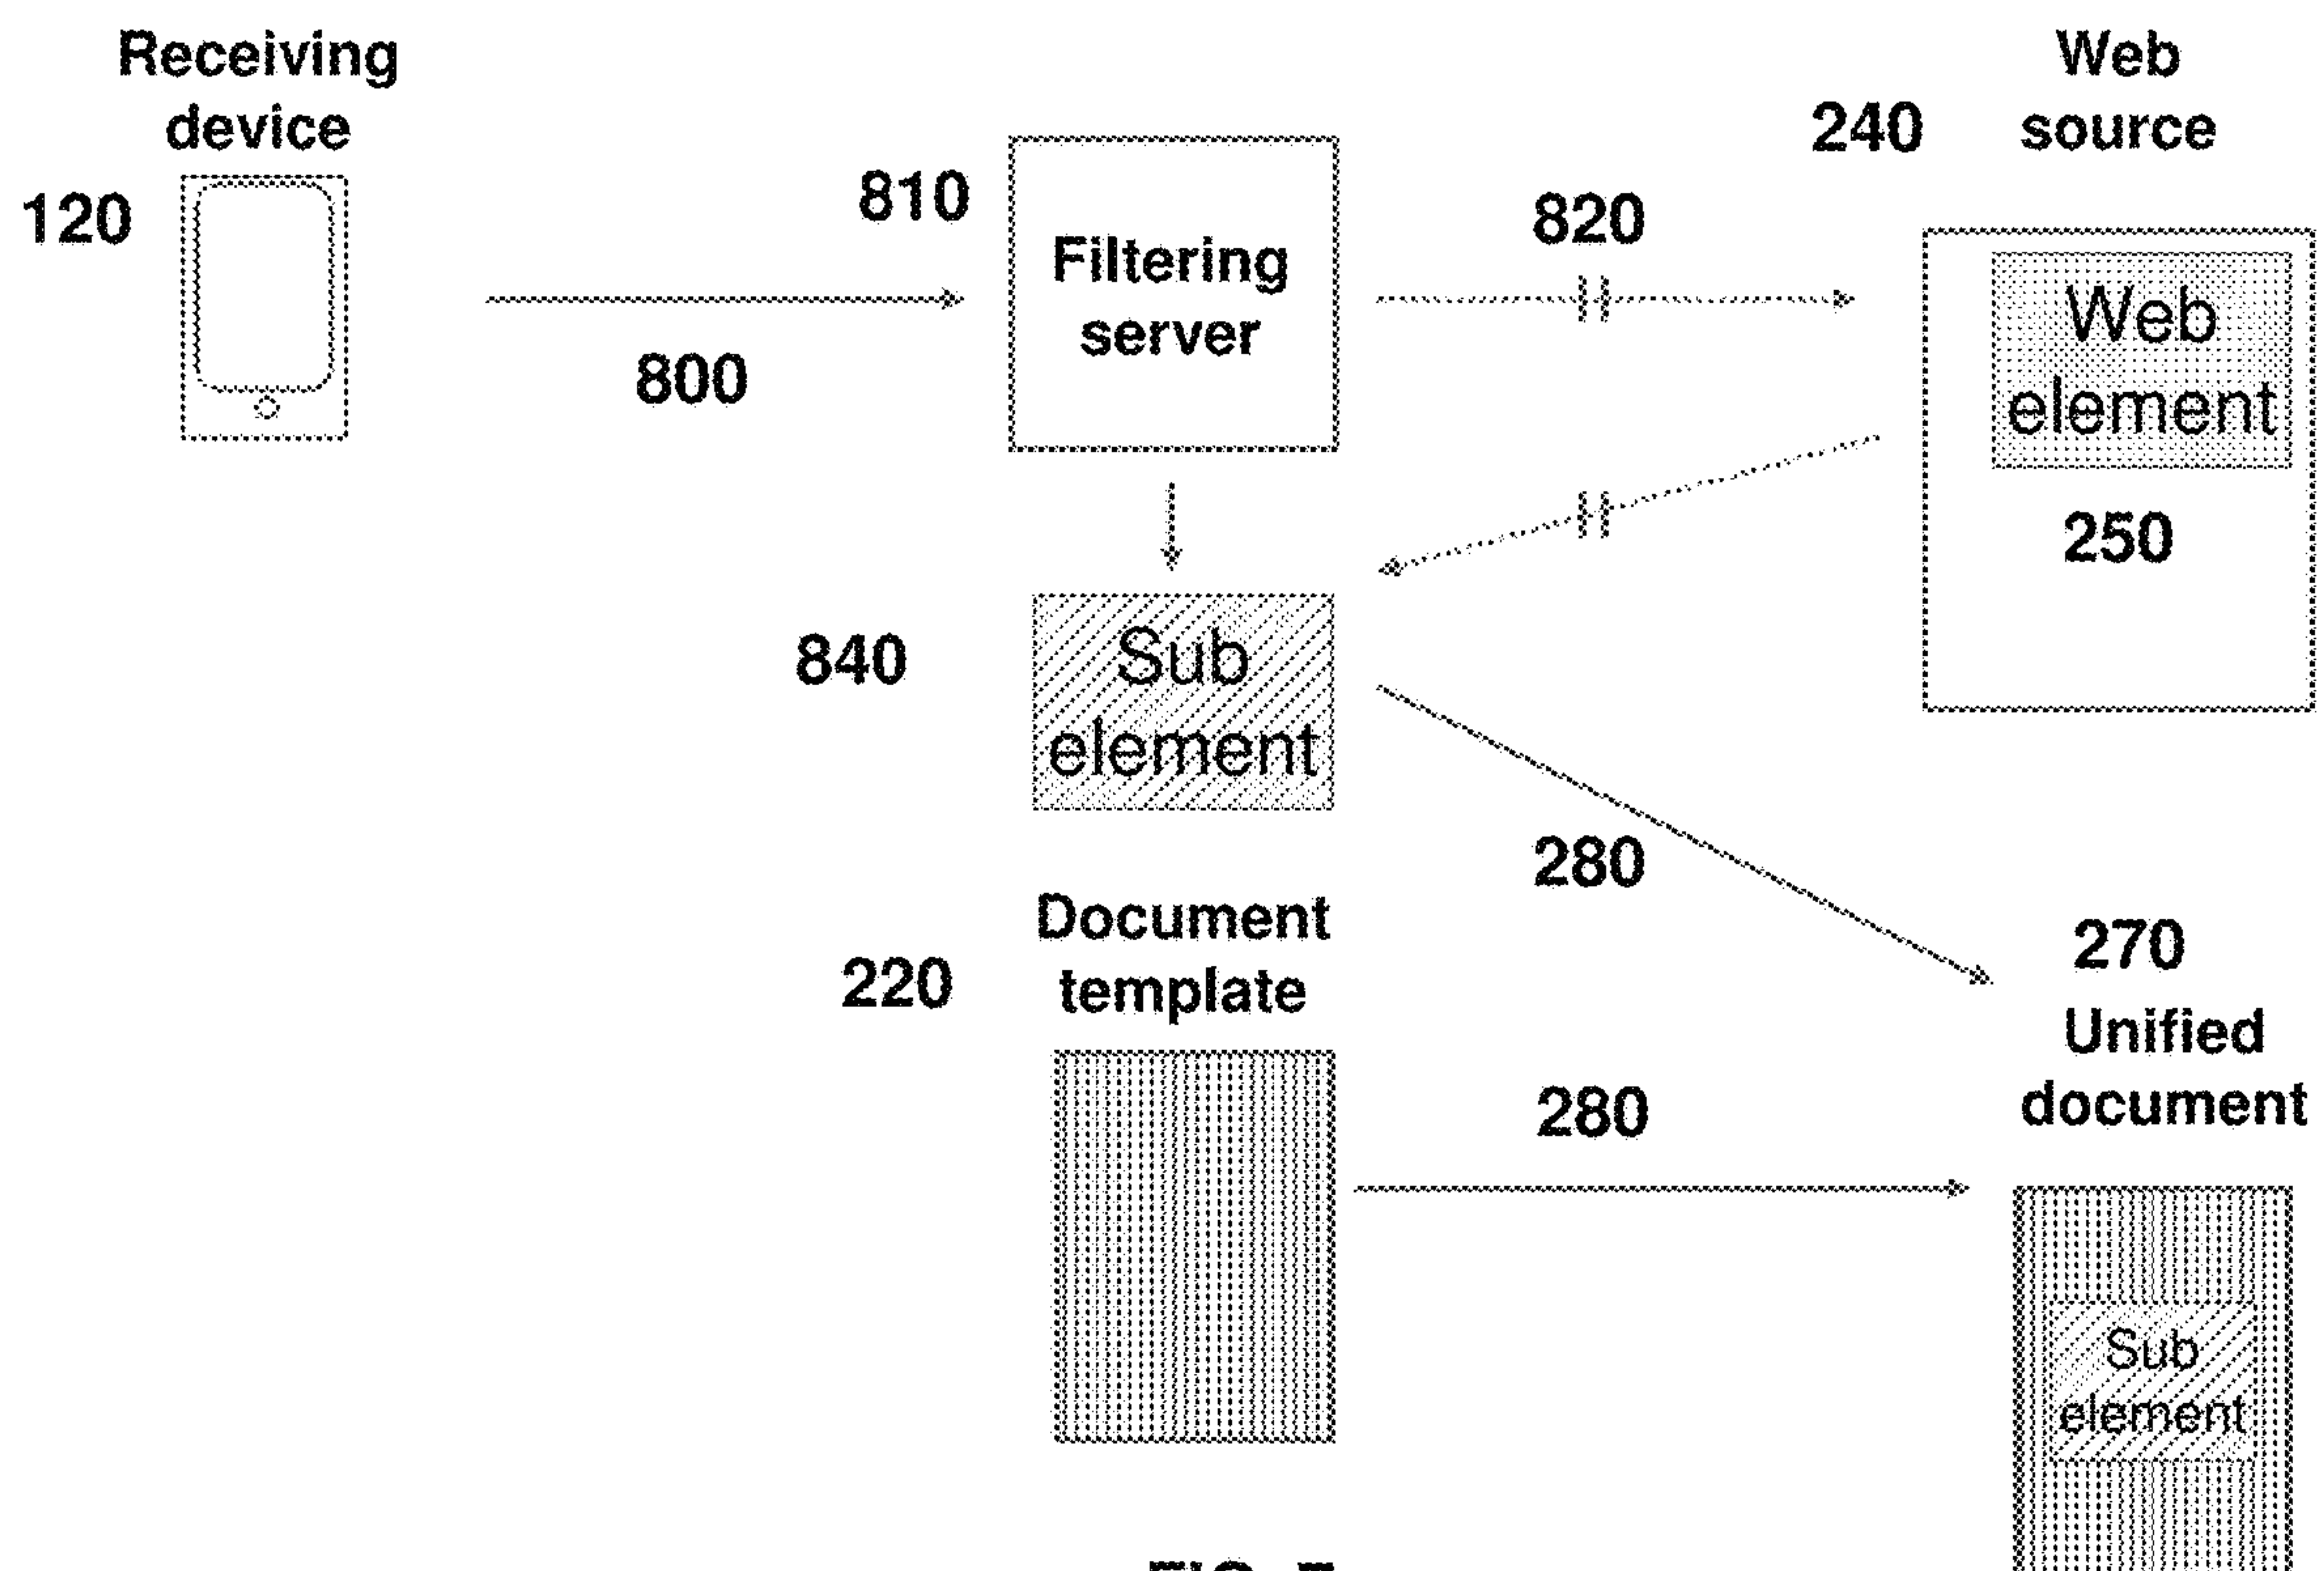 Receiving
device
120
800
810
Filtering
server
820
240
Web
source
Web
element
250
840
Sub
element
280
220
Document
template
280
270
Unified
document
Sub
element